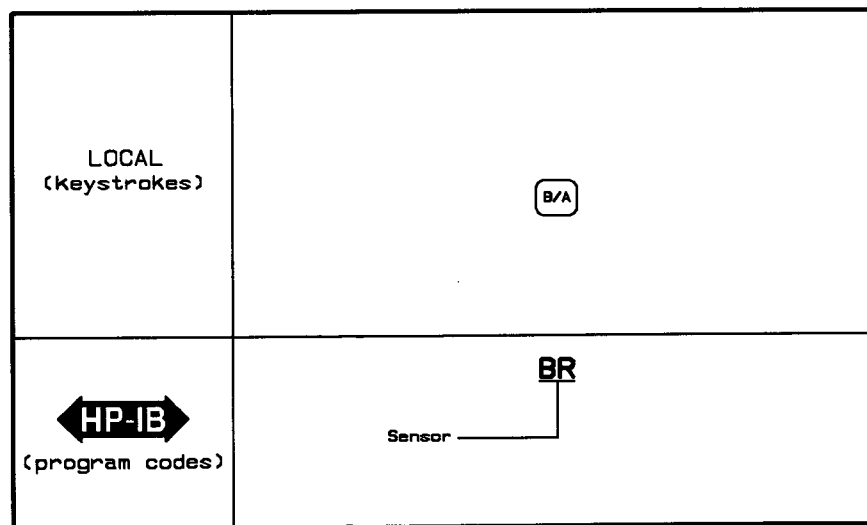 LOCAL
(keystrokes)
B/A
HP-IB
(program codes)
BR
Sensor